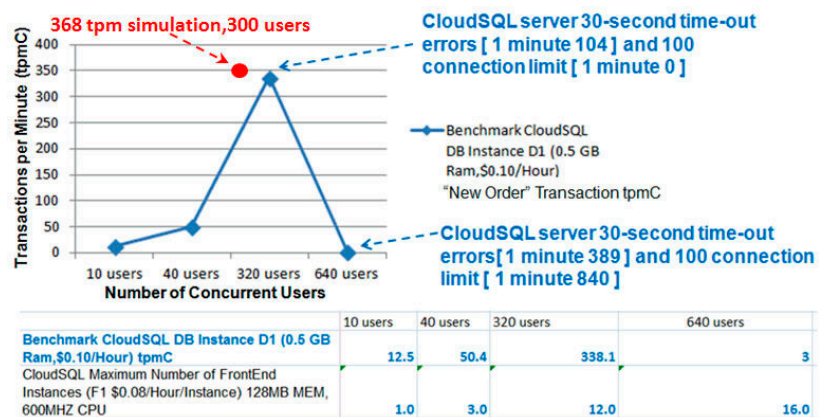 368 tpm simulation,300 users
CloudSQL server 30-second time-out
errors [ 1 minute 104] and 100
connection limit [ 1 minute 0 ]
Transactions per Minute (tpmC)
400
350
300
250
200
150
100
50
0
10 users 40 users 320 users 640 users
Number of Concurrent Users
Benchmark CloudSQL
DB Instance D1 (0.5 GB
Ram,$0.10/Hour)
"New Order" Transaction tpmC
CloudSQL server 30-second time-out
errors[ 1 minute 389] and 100 connection
limit [ 1 minute 840 ]
10 users 40 users 320 users 640 users
Benchmark CloudSQL DB Instance D1 (0.5 GB
Ram,$0.10/Hour) tpmC 12.5 50.4 338.1 3
CloudSQL Maximum Number of FrontEnd
Instances (F1 $0.08/Hour/Instance) 128MB MEM,
600MHZ CPU 1.0 3.0 12.0 16.0